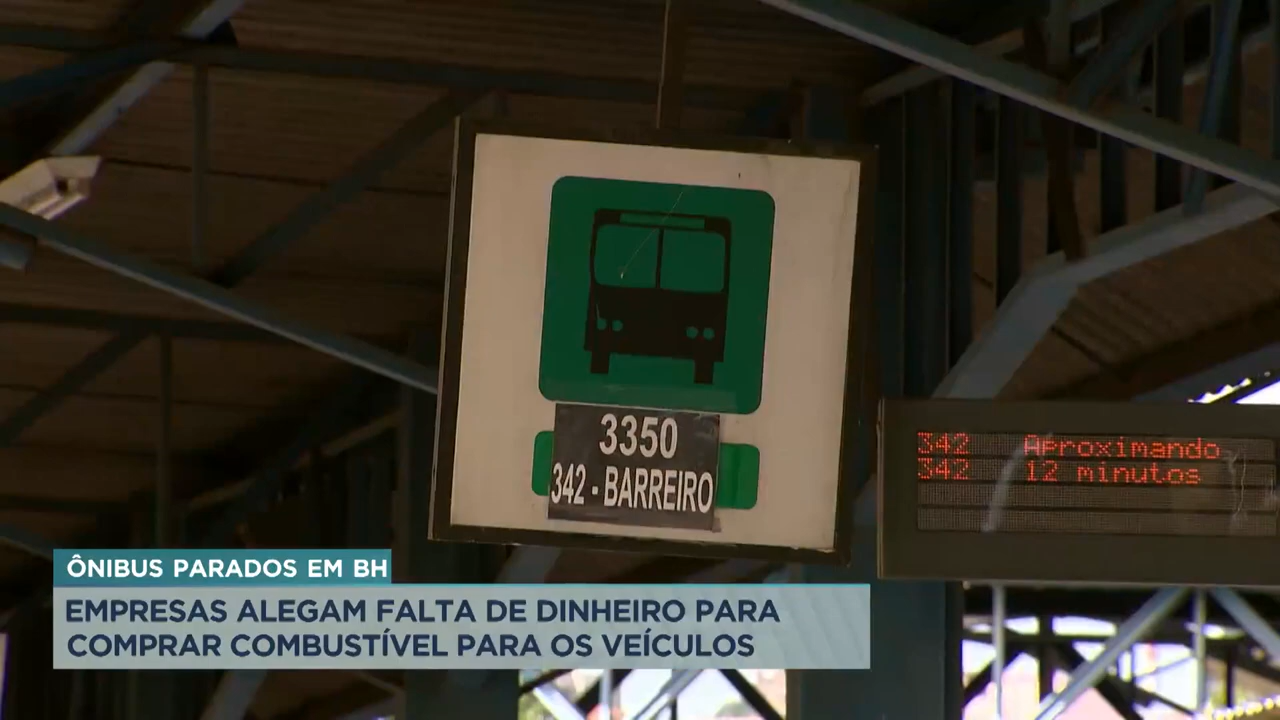 3350
342 - BARREIRO
342 Aproximando
342 12 minutos
ÔNIBUS PARADOS EM BH
EMPRESAS ALEGAM FALTA DE DINHEIRO PARA
COMPRAR COMBUSTÍVEL PARA OS VEÍCULOS